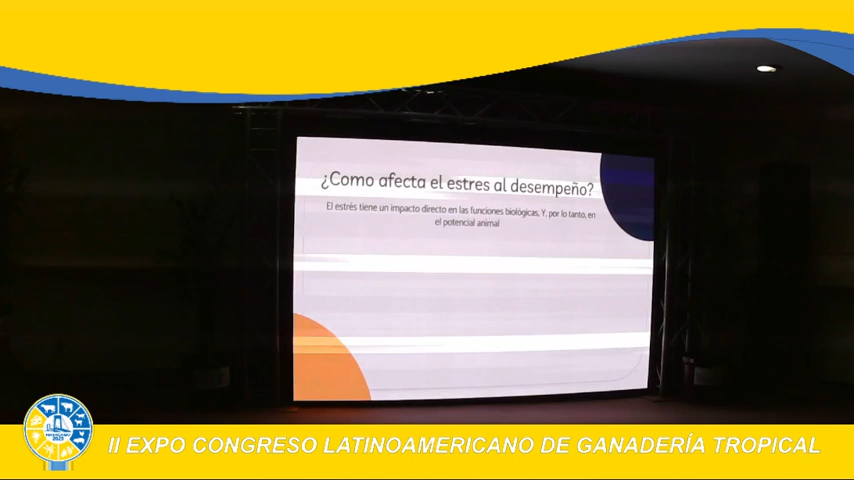 ¿Como afecta el estres al desempeño?
El estrés tiene un impacto directo en las funciones biológicas, Y, por lo tanto, en
el potencial animal
II EXPO CONGRESO LATINOAMERICANO DE GANADERÍA TROPICAL